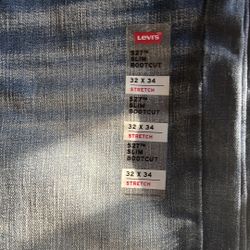 Levi's
527™
SLIM
BOOTCUT
32 X 34
STRETCH
527™
SLIM
BOOTCUT
32 X 34
STRETCH
527™
SLIM
BOOTCUT
32 X 34
STRETCH